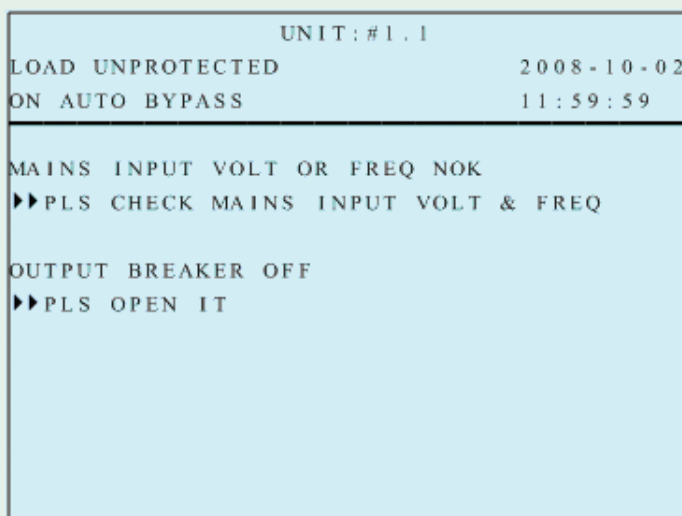 UNIT:#1.1
LOAD UNPROTECTED 2008-10-02
ON AUTO BYPASS 11:59:59
MAINS INPUT VOLT OR FREQ NOK
PLS CHECK MAINS INPUT VOLT & FREQ
OUTPUT BREAKER OFF
PLS OPEN IT